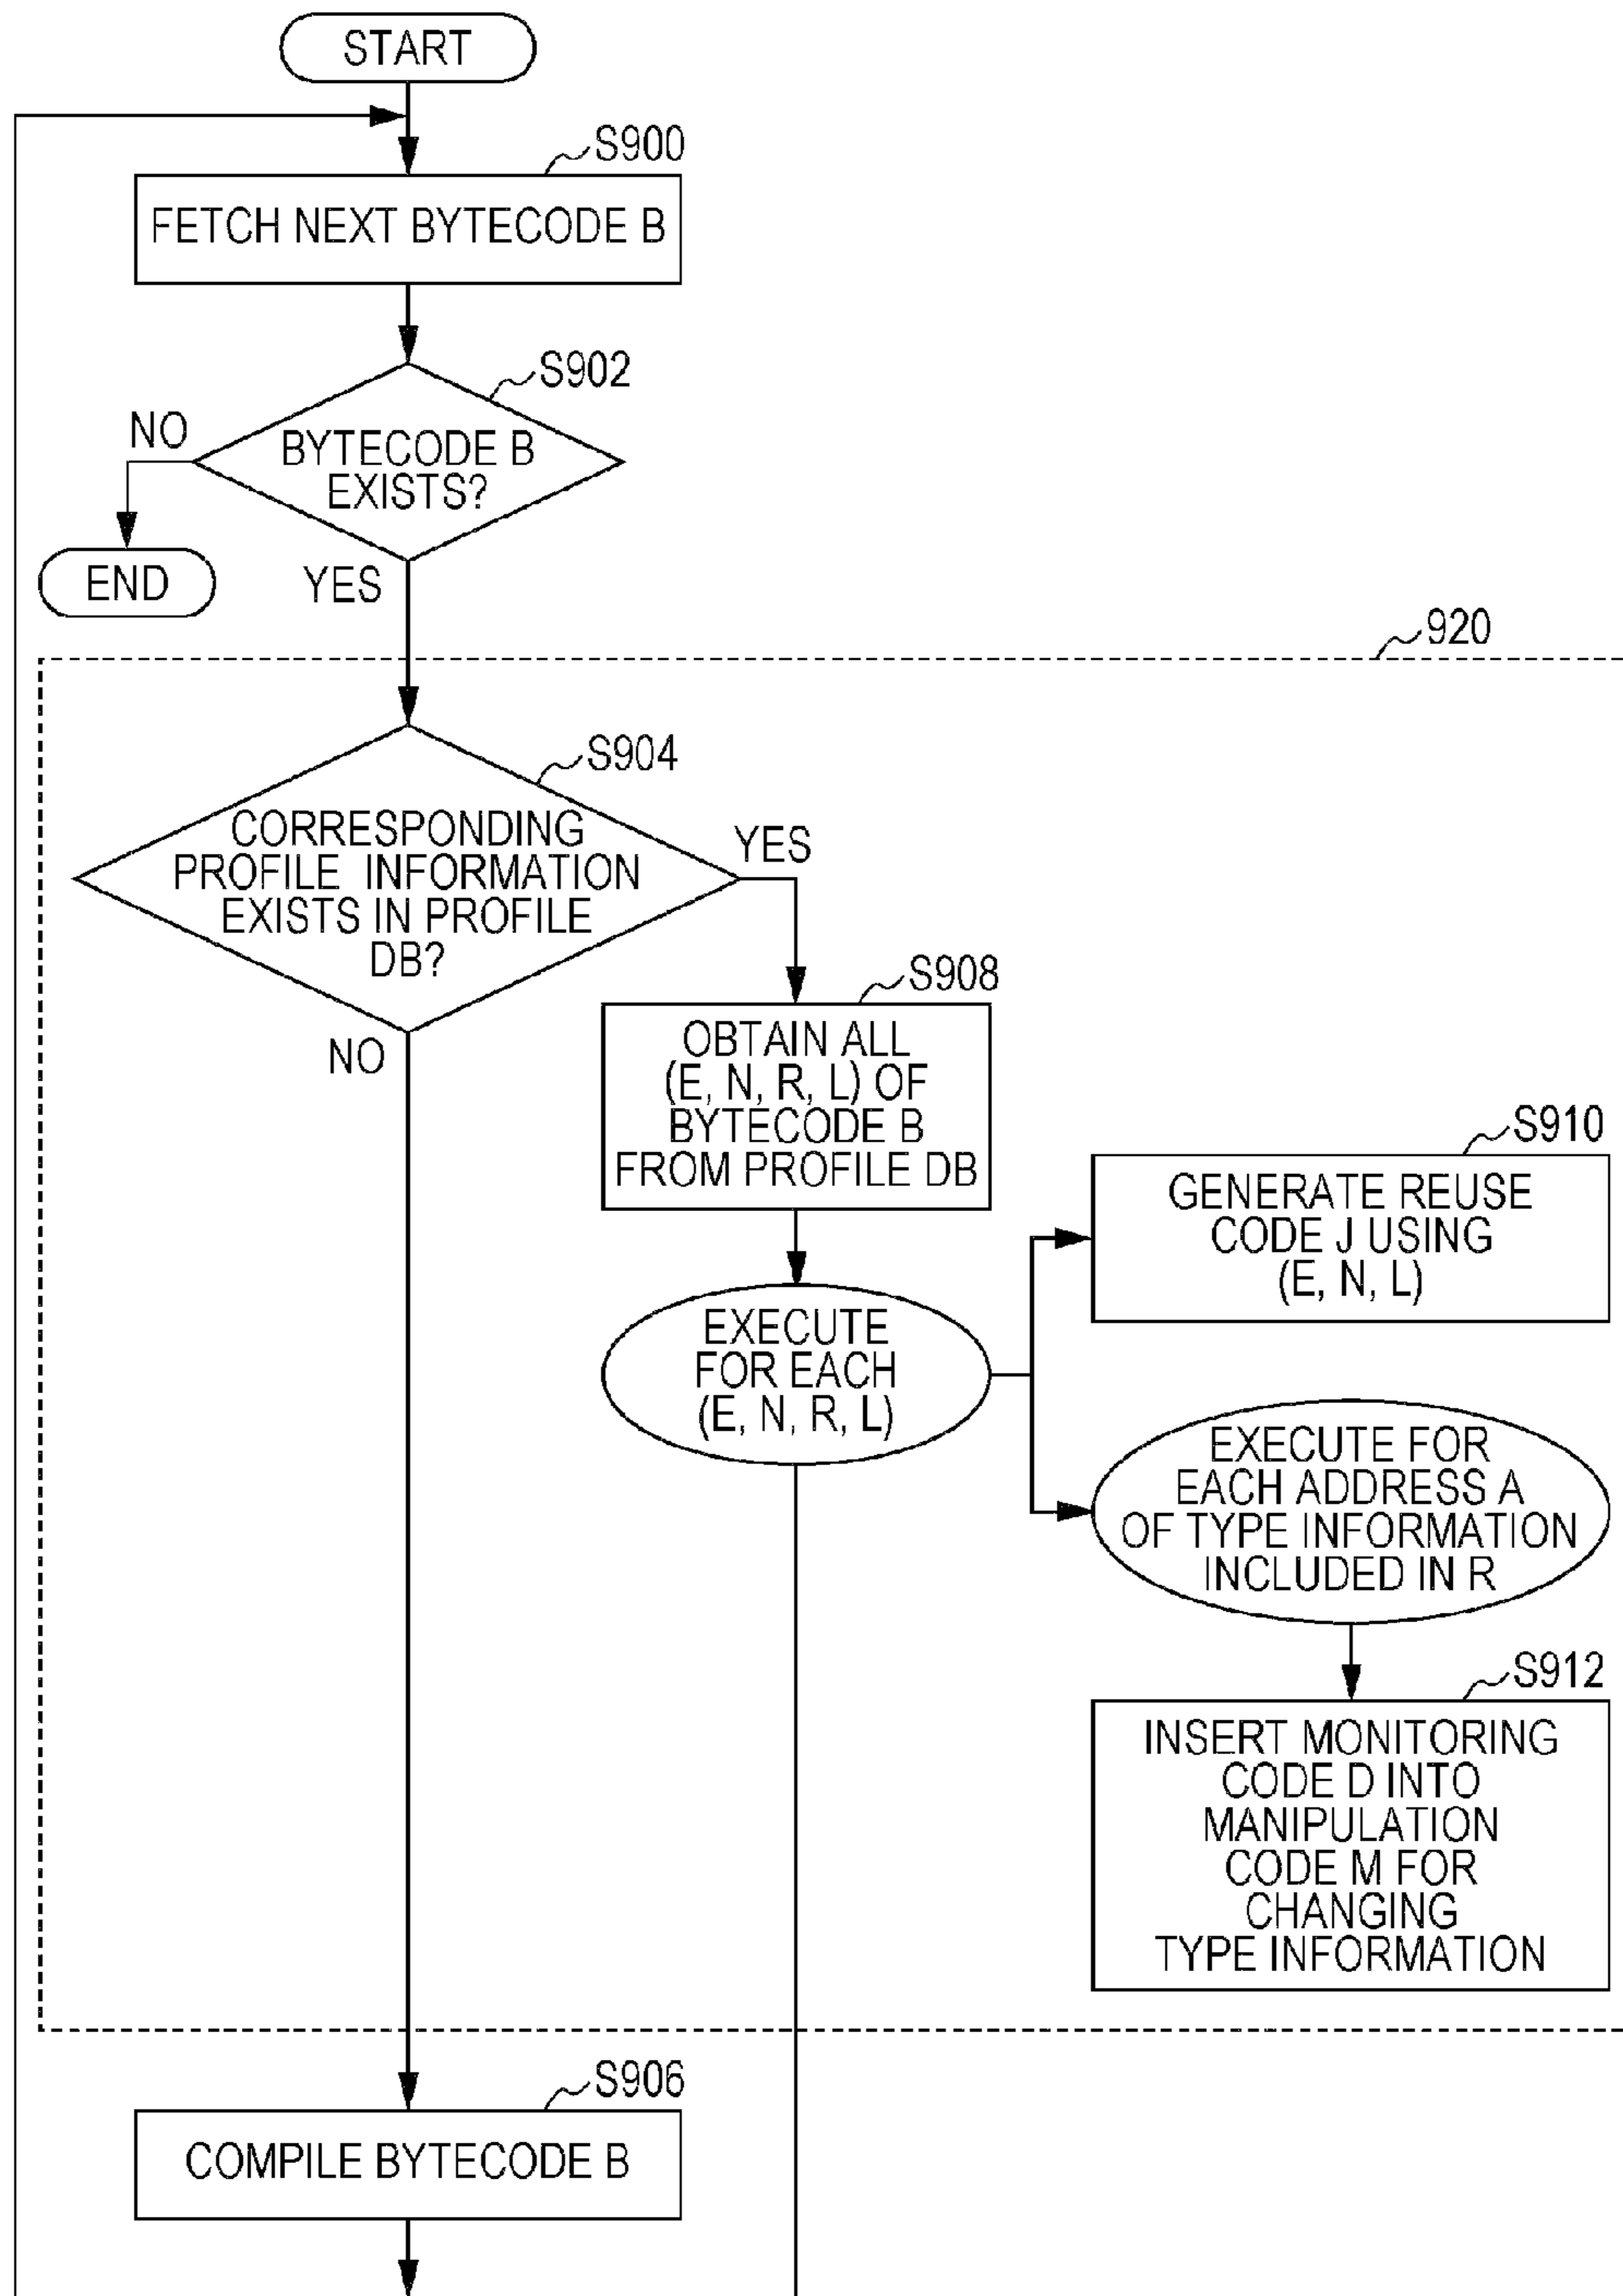 START
S900
FETCH NEXT BYTECODE B
S902
NO
BYTECODE B
EXISTS?
END
YES
920
S904
CORRESPONDING
PROFILE INFORMATION
EXISTS IN PROFILE
DB?
YES
NO
S908
OBTAIN ALL
(E, N, R, L) OF
BYTECODE B
FROM PROFILE DB
S910
GENERATE REUSE
CODE J USING
(E, N, L)
EXECUTE
FOR EACH
(E, N, R, L)
EXECUTE FOR
EACH ADDRESS A
OF TYPE INFORMATION
INCLUDED IN R
S912
INSERT MONITORING
CODE D INTO
MANIPULATION
CODE M FOR
CHANGING
TYPE INFORMATION
S906
COMPILE BYTECODE B